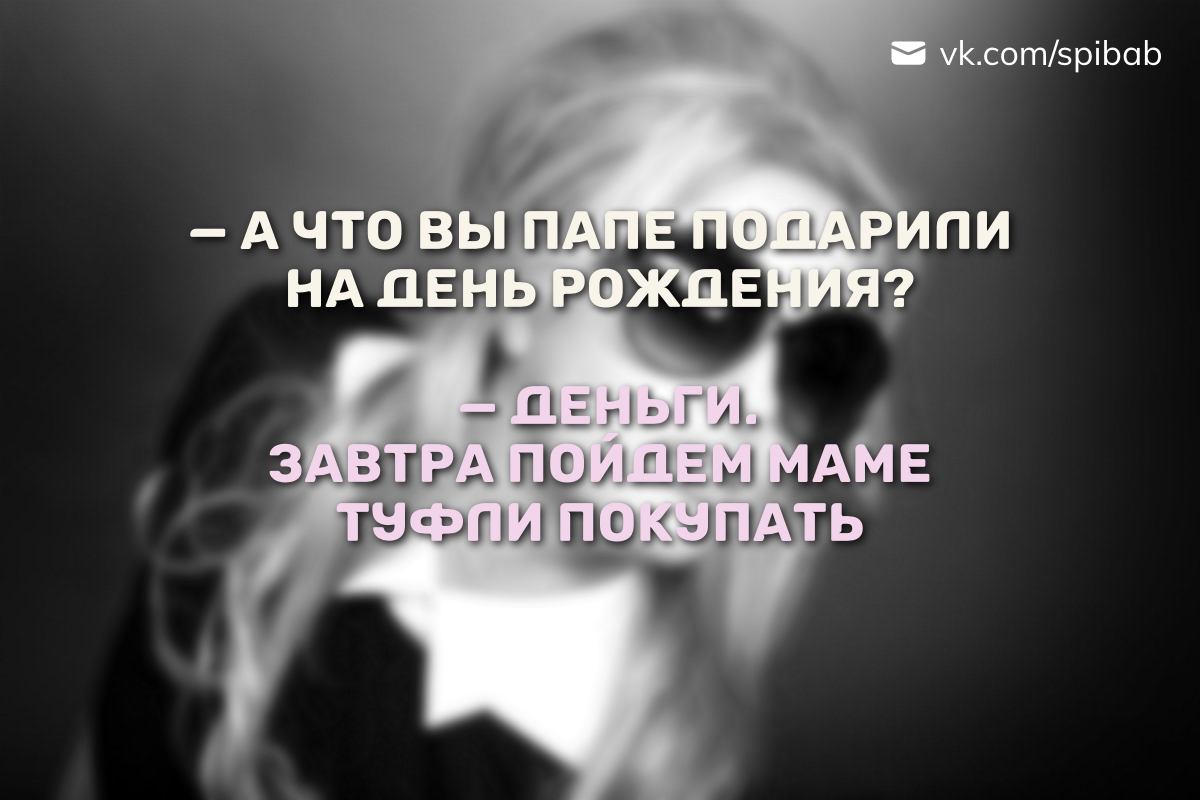 vk.com/spibab
— А ЧТО ВЫ ПАПЕ ПОДАРИЛИ
НА ДЕНЬ РОЖДЕНИЯ?
— ДЕНЬГИ.
ЗАВТРА ПОЙДЕМ МАМЕ
ТУФЛИ ПОКУПАТЬ